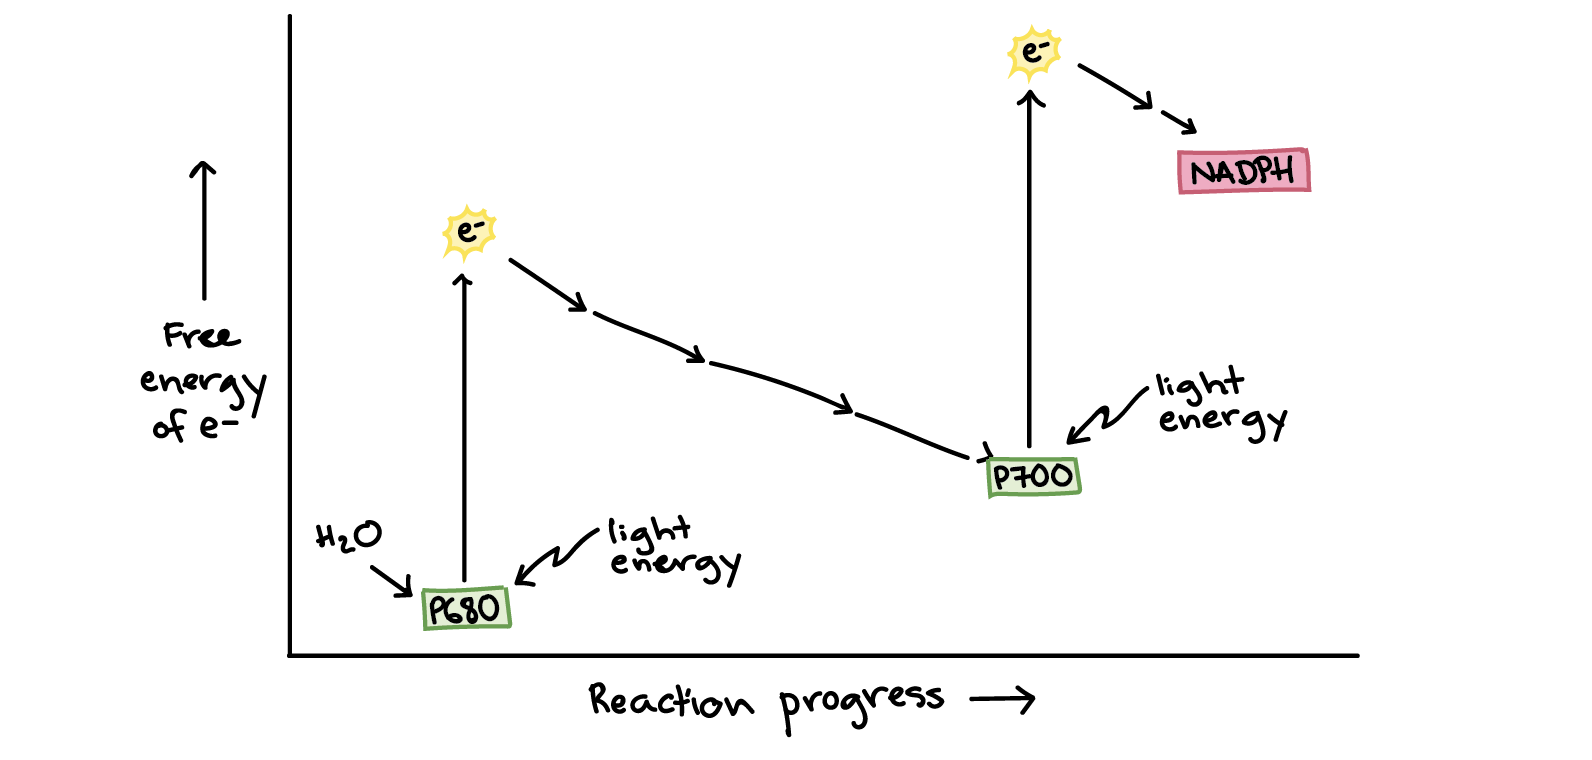 e-
NADPH
e-
Free
energy
of e-
light
energy
P700
H₂O
light
energy
P680
Reaction progress